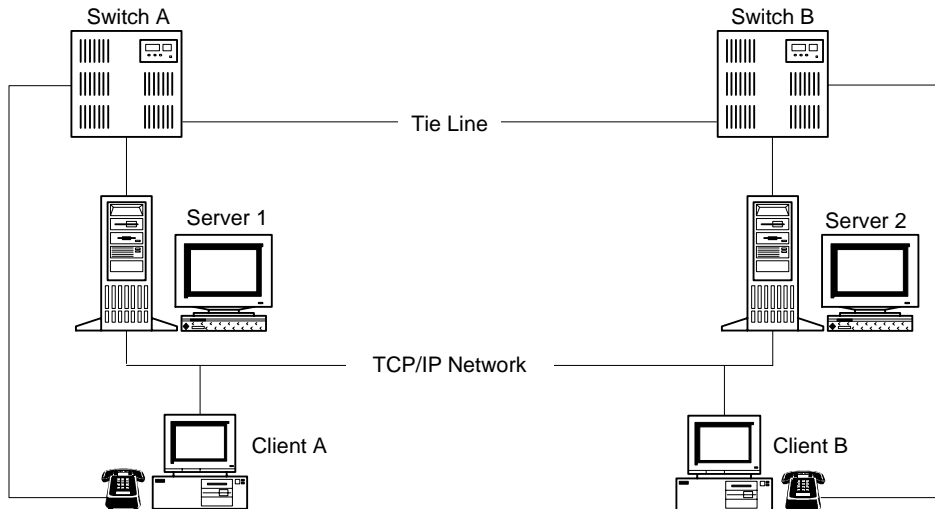 Switch A
Switch B
Tie Line
Server 1
Server 2
TCP/IP Network
Client A
Client B